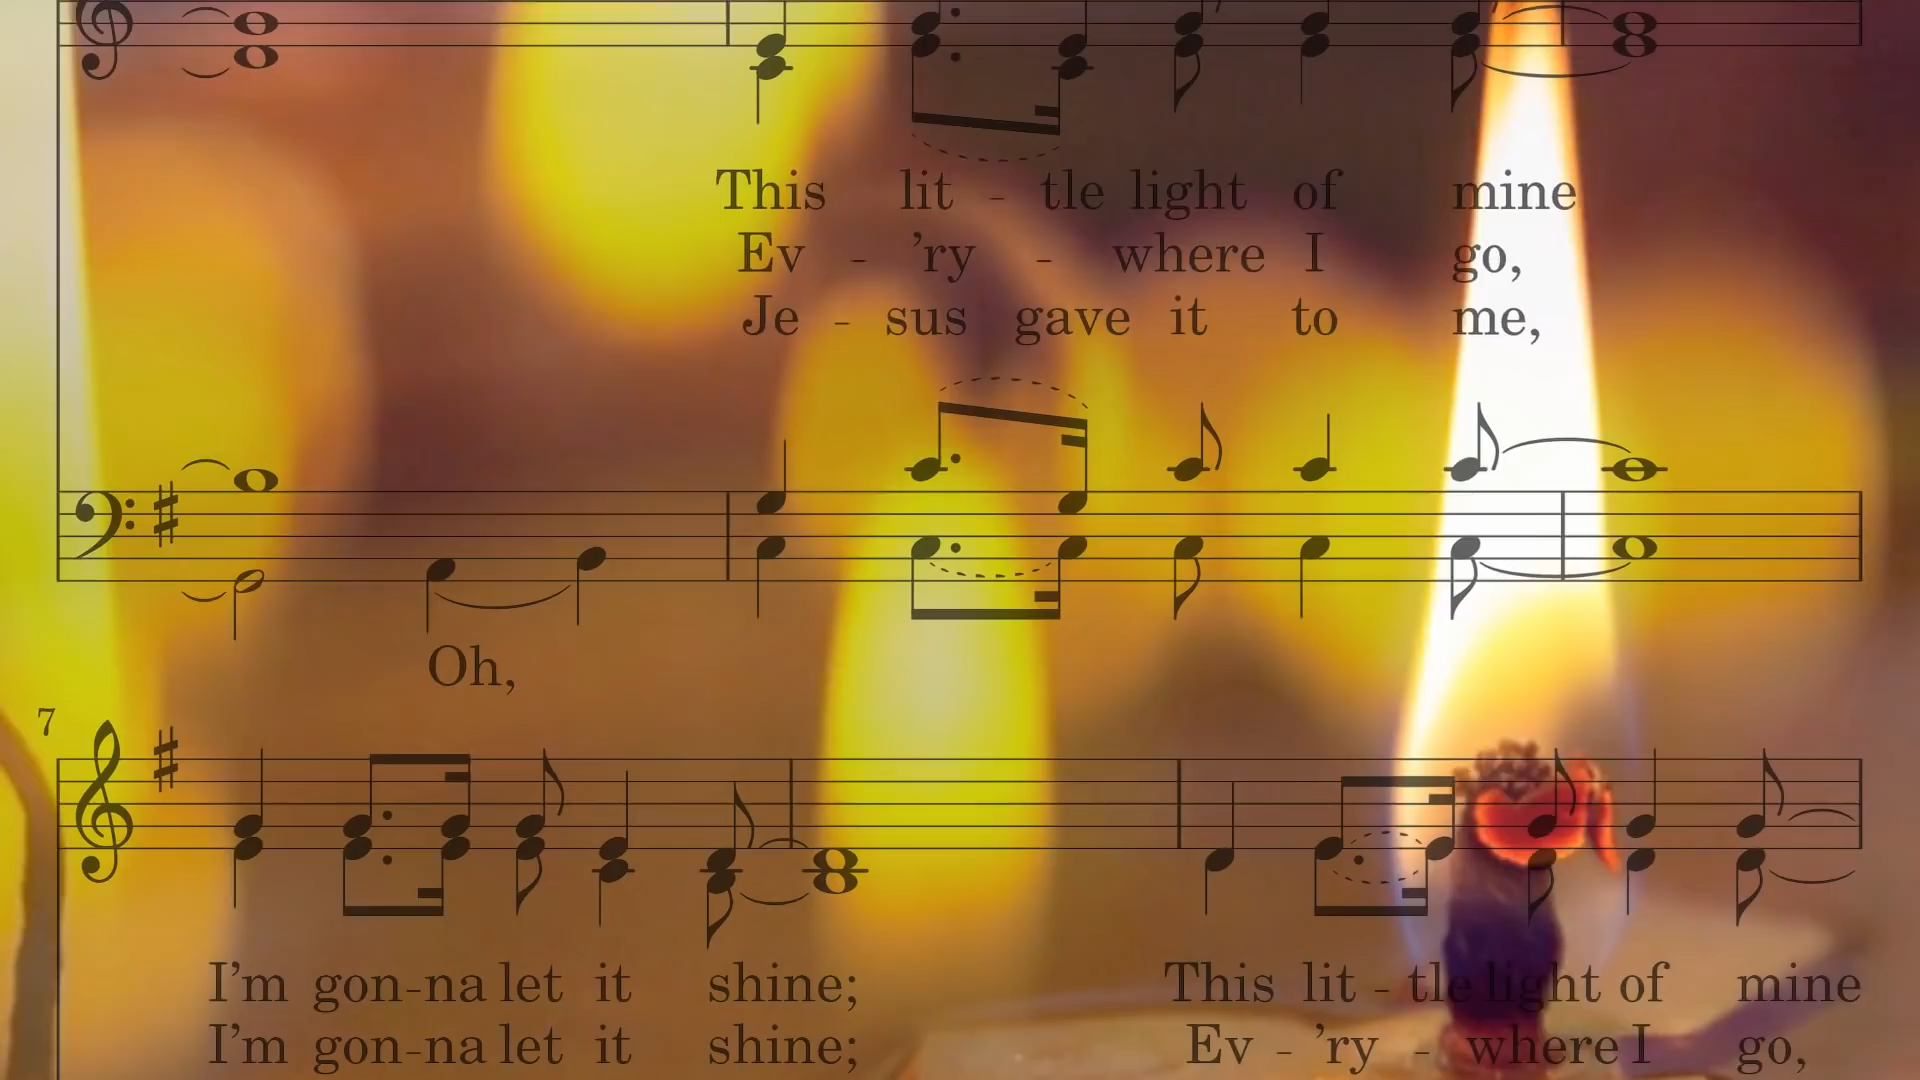 This lit - tle light of mine
Ev - 'ry - where I go,
Je - sus gave it to me,
Oh,
7
I'm gon-na let it shine; This lit - tle light of mine
I'm gon-na let it shine; Ev - 'ry - where I go,